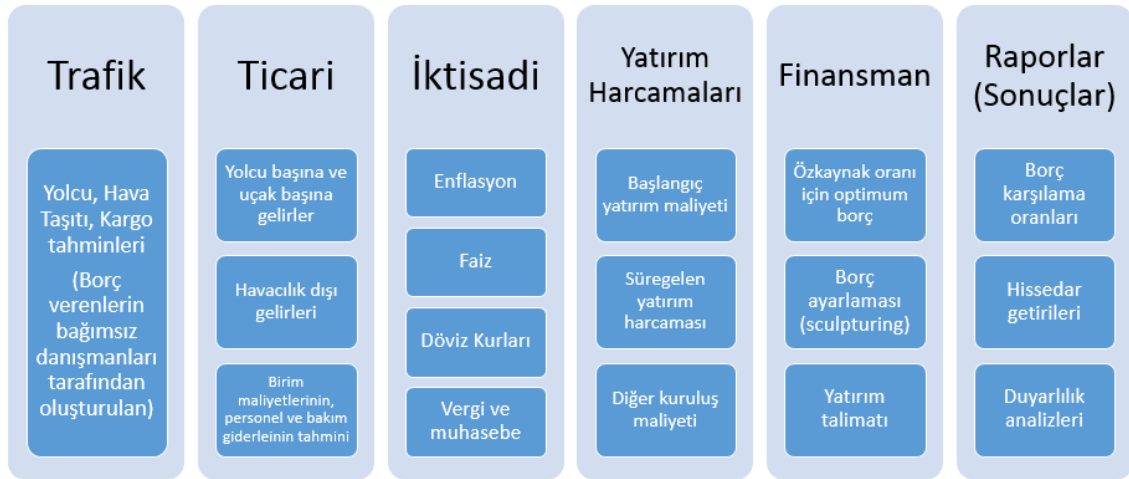 Trafik
Yolcu, Hava
Taşıtı, Kargo
tahminleri
(Borç
verenlerin
bağımsız
danışmanları
tarafından
oluşturulan)
Ticari
Yolcu başına ve
uçak başına
gelirler
Havacılık dışı
gelirleri
Birim
maliyetlerinin,
personel ve bakım
giderleinin tahmini
İktisadi
Enflasyon
Faiz
Döviz Kurları
Vergi ve
muhasebe
Yatırım
Harcamaları
Başlangıç
yatırım maliyeti
Süregelen
yatırım
harcaması
Diğer kuruluş
maliyeti
Finansman
Özkaynak oranı
için optimum
borç
Borç
ayarlaması
(sculpturing)
Yatırım
talimatı
Raporlar
(Sonuçlar)
Borç
karşılama
oranları
Hissedar
getirileri
Duyarlılık
analizleri